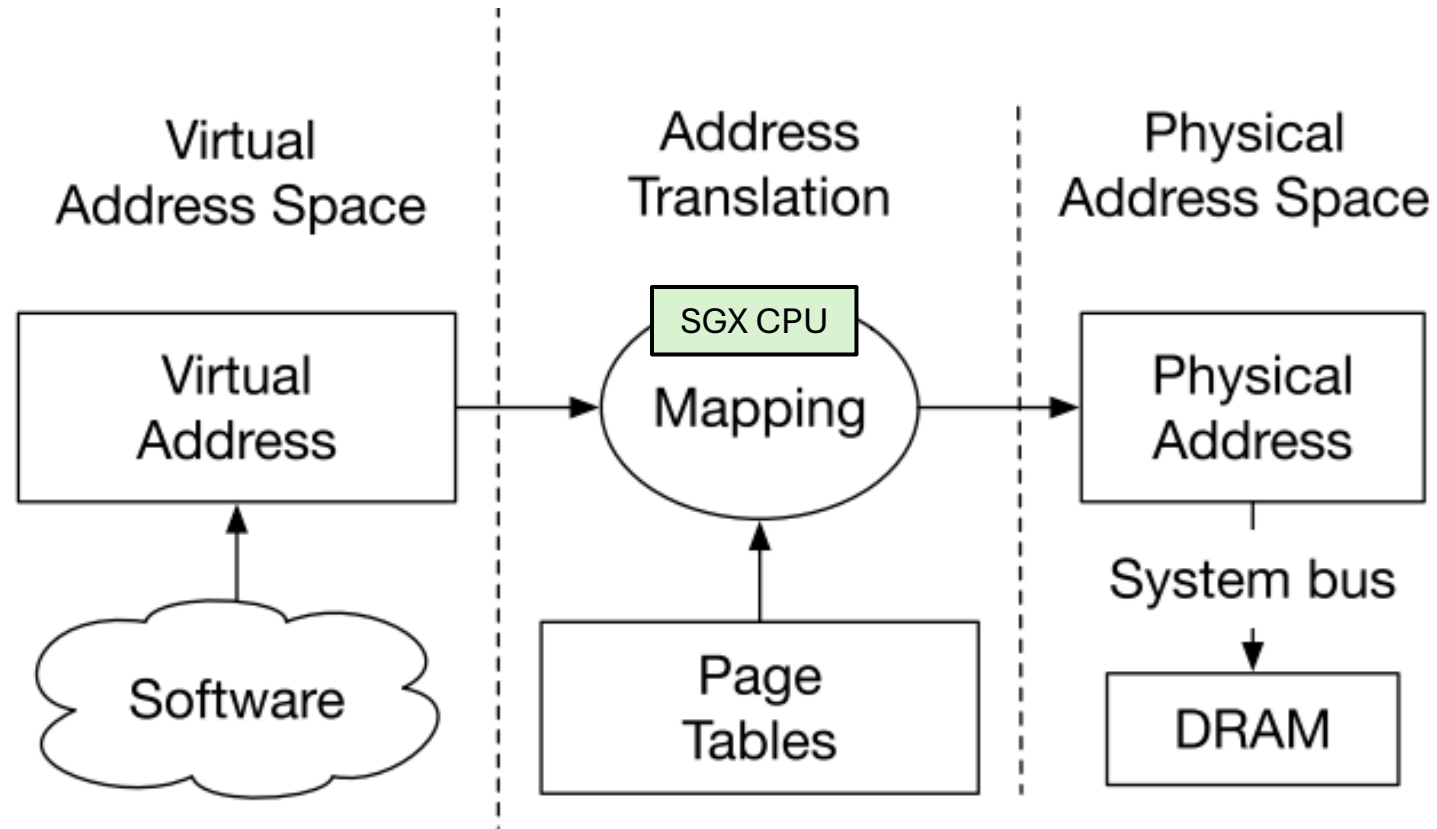 Virtual
Address Space
Address
Translation
Physical
Address Space
SGX CPU
Virtual
Address
Mapping
Physical
Address
System bus
Software
Page
Tables
DRAM